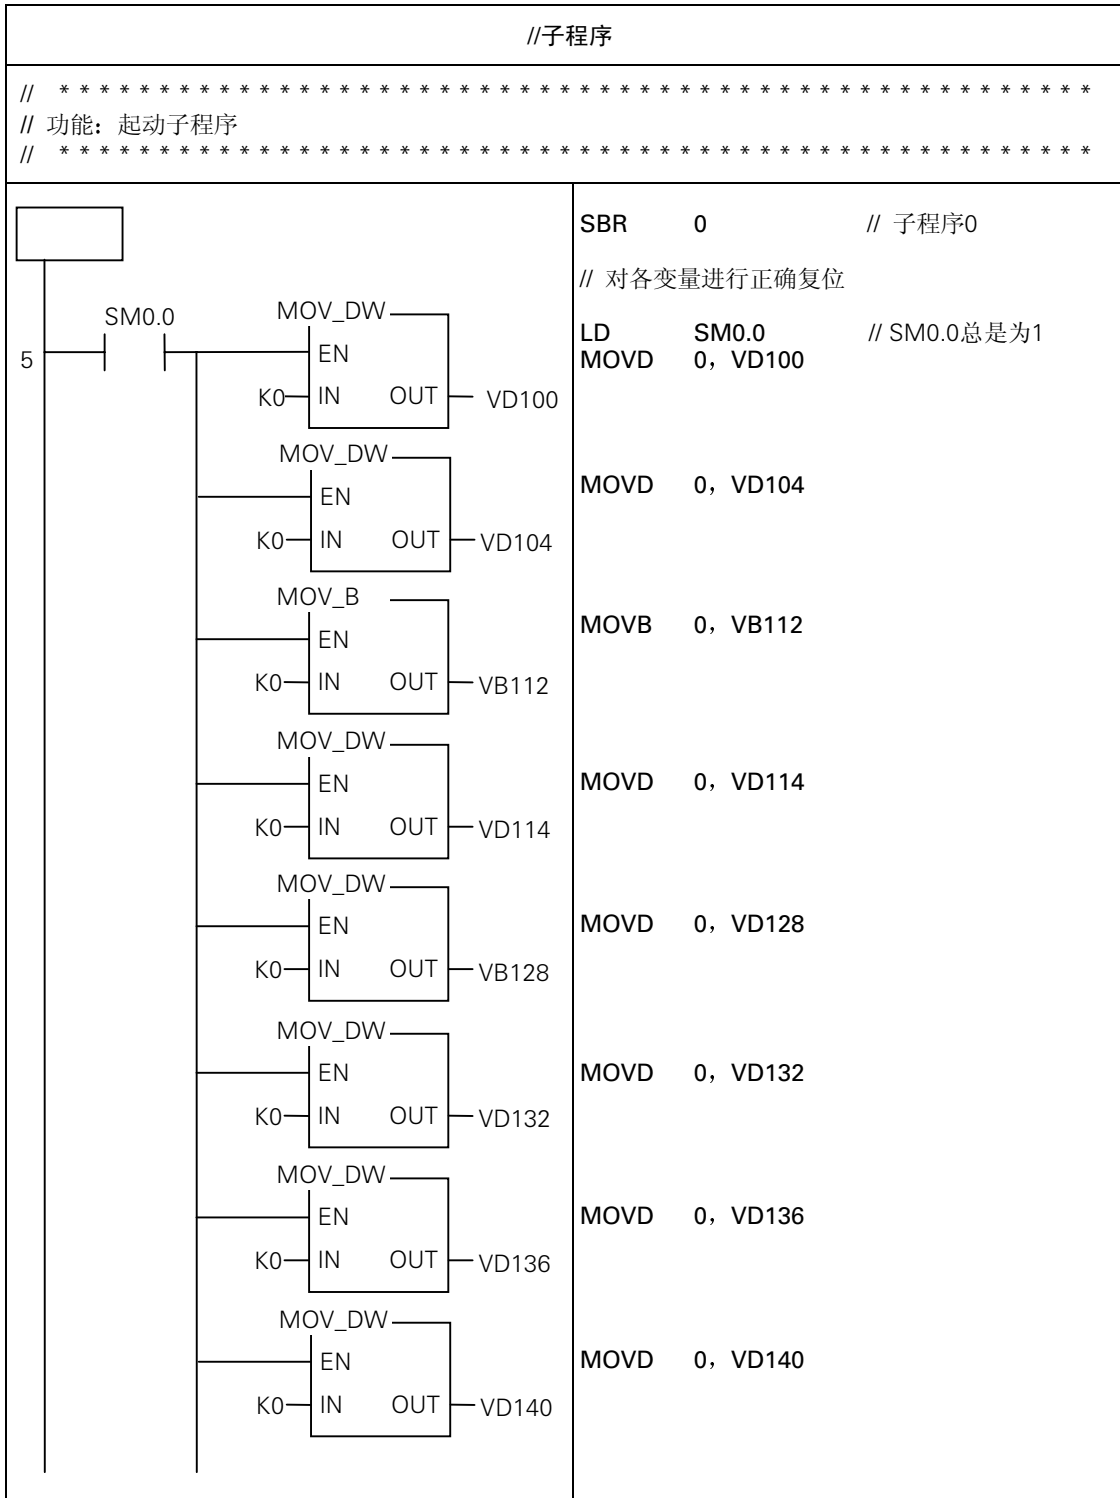 //子程序
// * * * * * * * * * * * * * * * * * * * * * * * * * * * * * * * * * * * * * * * * * * * * * * * * * * * *
// 功能：起动子程序
// * * * * * * * * * * * * * * * * * * * * * * * * * * * * * * * * * * * * * * * * * * * * * * * * * * * *
SBR 0 // 子程序0
// 对各变量进行正确复位
5
SM0.0
MOV_DW
EN
K0 IN OUT VD100
LD SM0.0 // SM0.0总是为1
MOVD 0，VD100
MOV_DW
EN
K0 IN OUT VD104
MOVD 0，VD104
MOV_B
EN
K0 IN OUT VB112
MOVB 0，VB112
MOV_DW
EN
K0 IN OUT VD114
MOVD 0，VD114
MOV_DW
EN
K0 IN OUT VB128
MOVD 0，VD128
MOV_DW
EN
K0 IN OUT VD132
MOVD 0，VD132
MOV_DW
EN
K0 IN OUT VD136
MOVD 0，VD136
MOV_DW
EN
K0 IN OUT VD140
MOVD 0，VD140